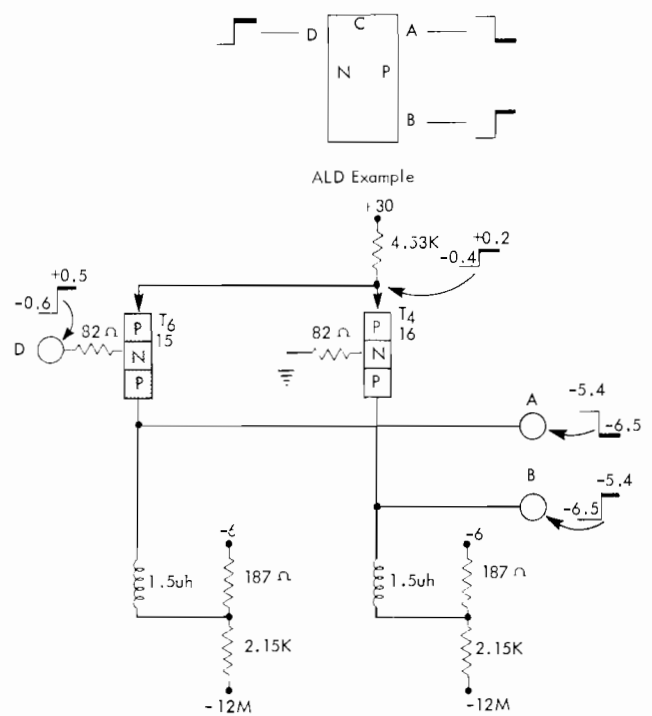 C
D
A
N P
B
ALD Example
+30
4.53K
+0.2
-0.4
+0.5
-0.6
T6
15
82 Ω
D
P
N
P
T4
16
82 Ω
P
N
P
A
-5.4
-6.5
B
-5.4
-6.5
-6
187 Ω
1.5uh
2.15K
-12M
-6
187 Ω
1.5uh
2.15K
-12M